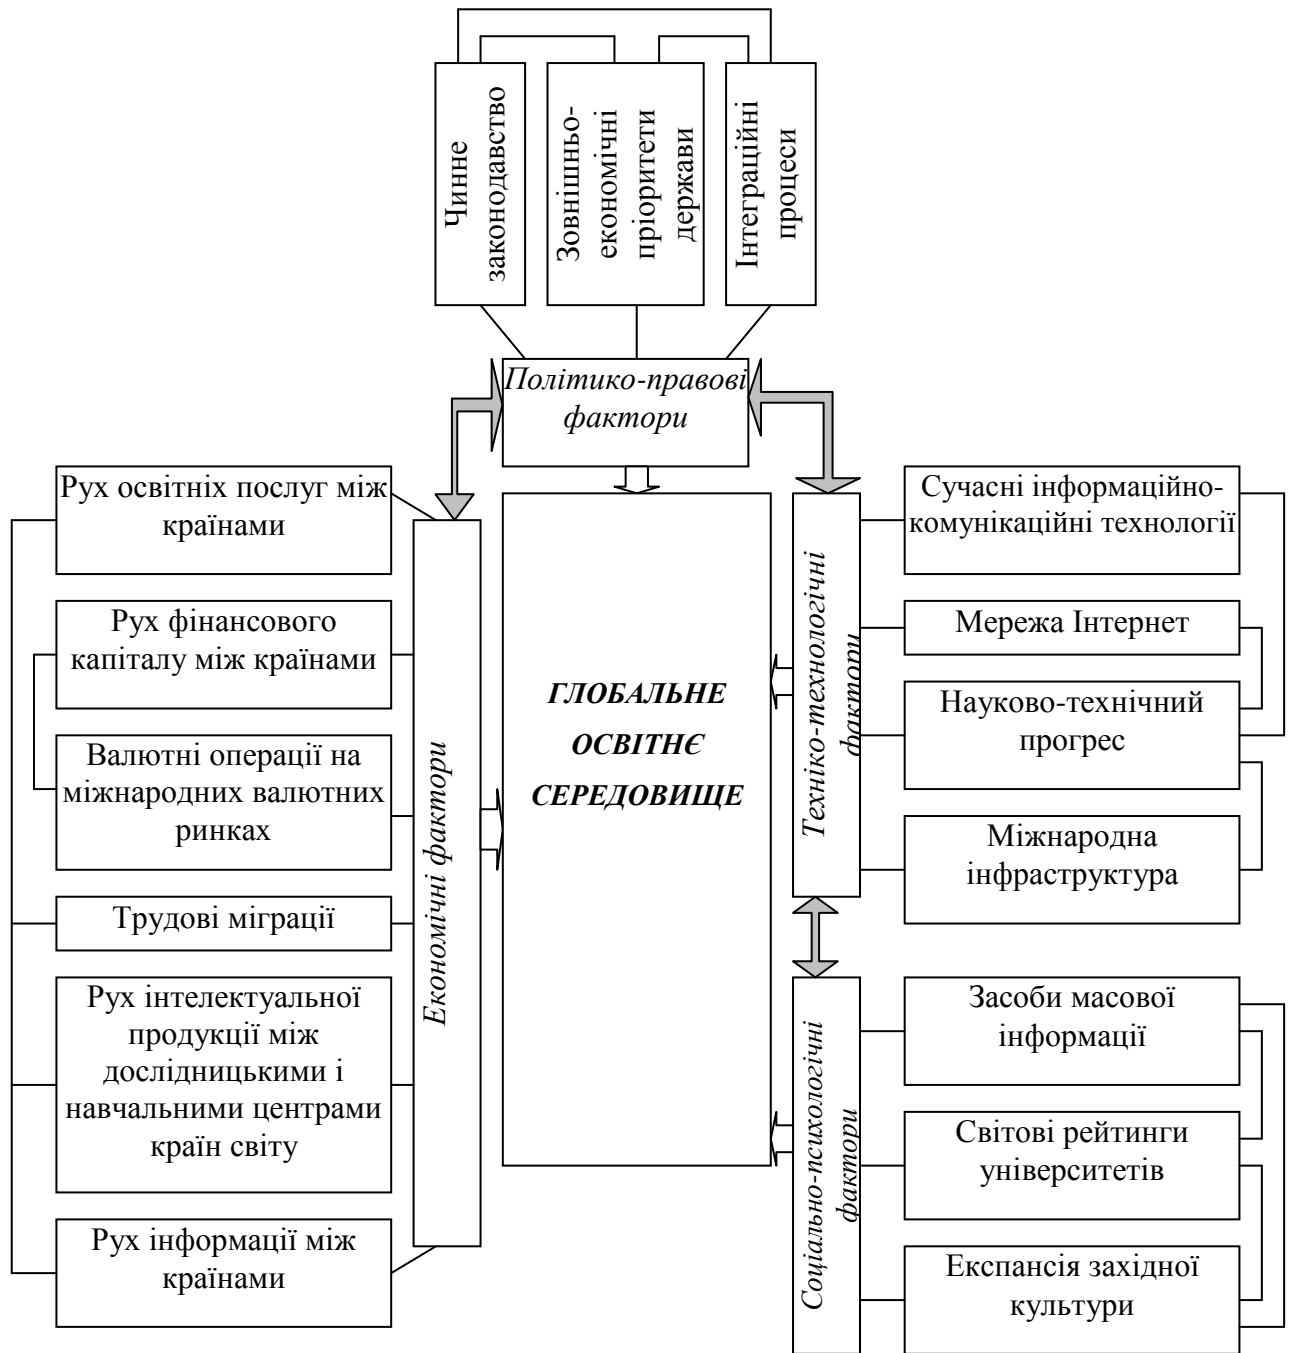 Чинне
законодавство
Зовнішньо-
економічні
пріоритети
держави
Інтеграційні
процеси
Політико-правові
фактори
Рух освітніх послуг між
країнами
Рух фінансового
капіталу між країнами
Валютні операції на
міжнародних валютних
ринках
Трудові міграції
Рух інтелектуальної
продукції між
дослідницькими і
навчальними центрами
країн світу
Рух інформації між
країнами
Економічні фактори
ГЛОБАЛЬНЕ
ОСВІТНЄ
СЕРЕДОВИЩЕ
Техніко-технологічні
фактори
Сучасні інформаційно-
комунікаційні технології
Мережа Інтернет
Науково-технічний
прогрес
Міжнародна
інфраструктура
Соціально-психологічні
фактори
Засоби масової
інформації
Світові рейтинги
університетів
Експансія західної
культури